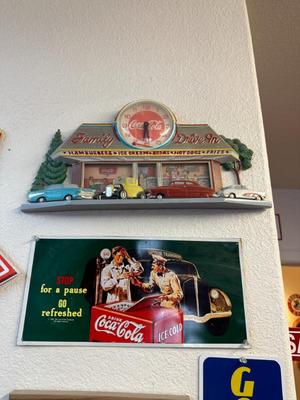 Coca-Cola
Family Drive-In
HAMBURGERS ICE CREAM SODAS HOT DOGS FRIES
STOP
for a pause
GO
refreshed
DRINK
Coca-Cola
ICE COLD
G